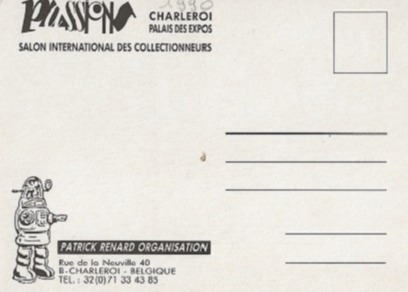 Passions
1990
CHARLEROI
PALAIS DES EXPOS
SALON INTERNATIONAL DES COLLECTIONNEURS
PATRICK RENARD ORGANISATION
Rue de la Neuville 40
B-CHARLEROI - BELGIQUE
TEL.: 32(0)71 33 43 85